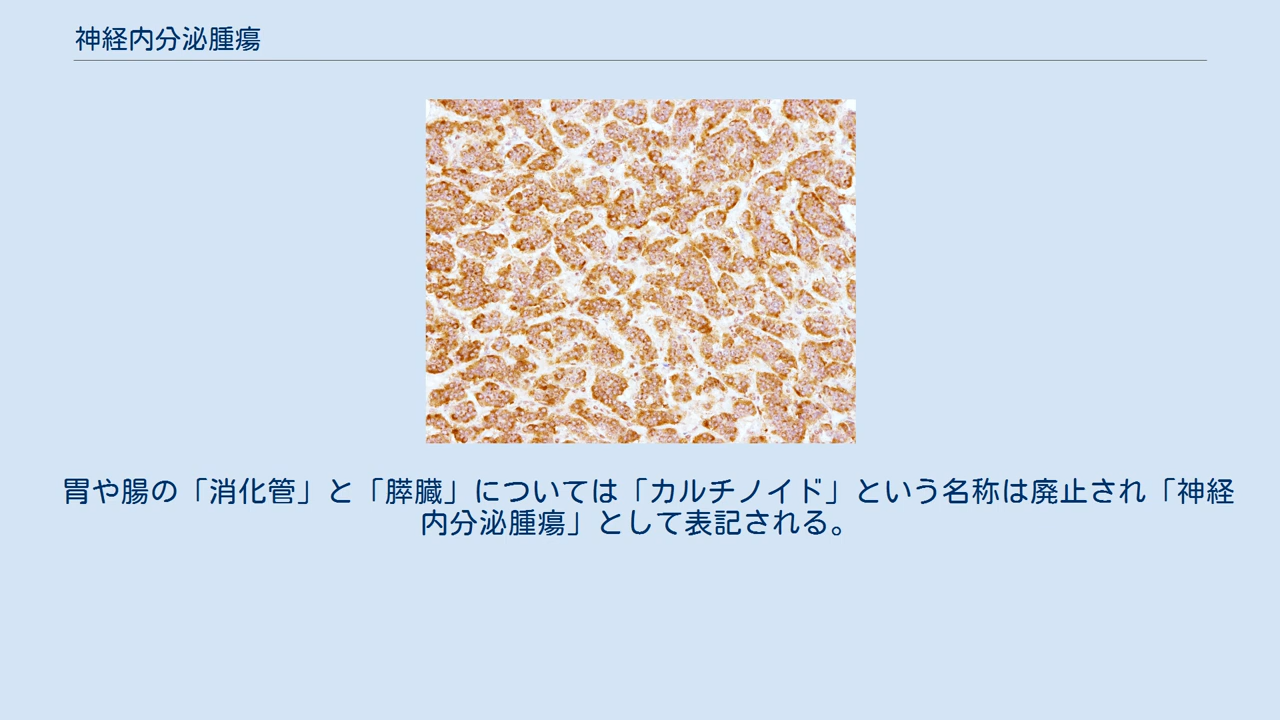 神経内分泌腫瘍
胃や腸の「消化管」と「膵臓」については「カルチノイド」という名称は廃止され「神経
内分泌腫瘍」として表記される。